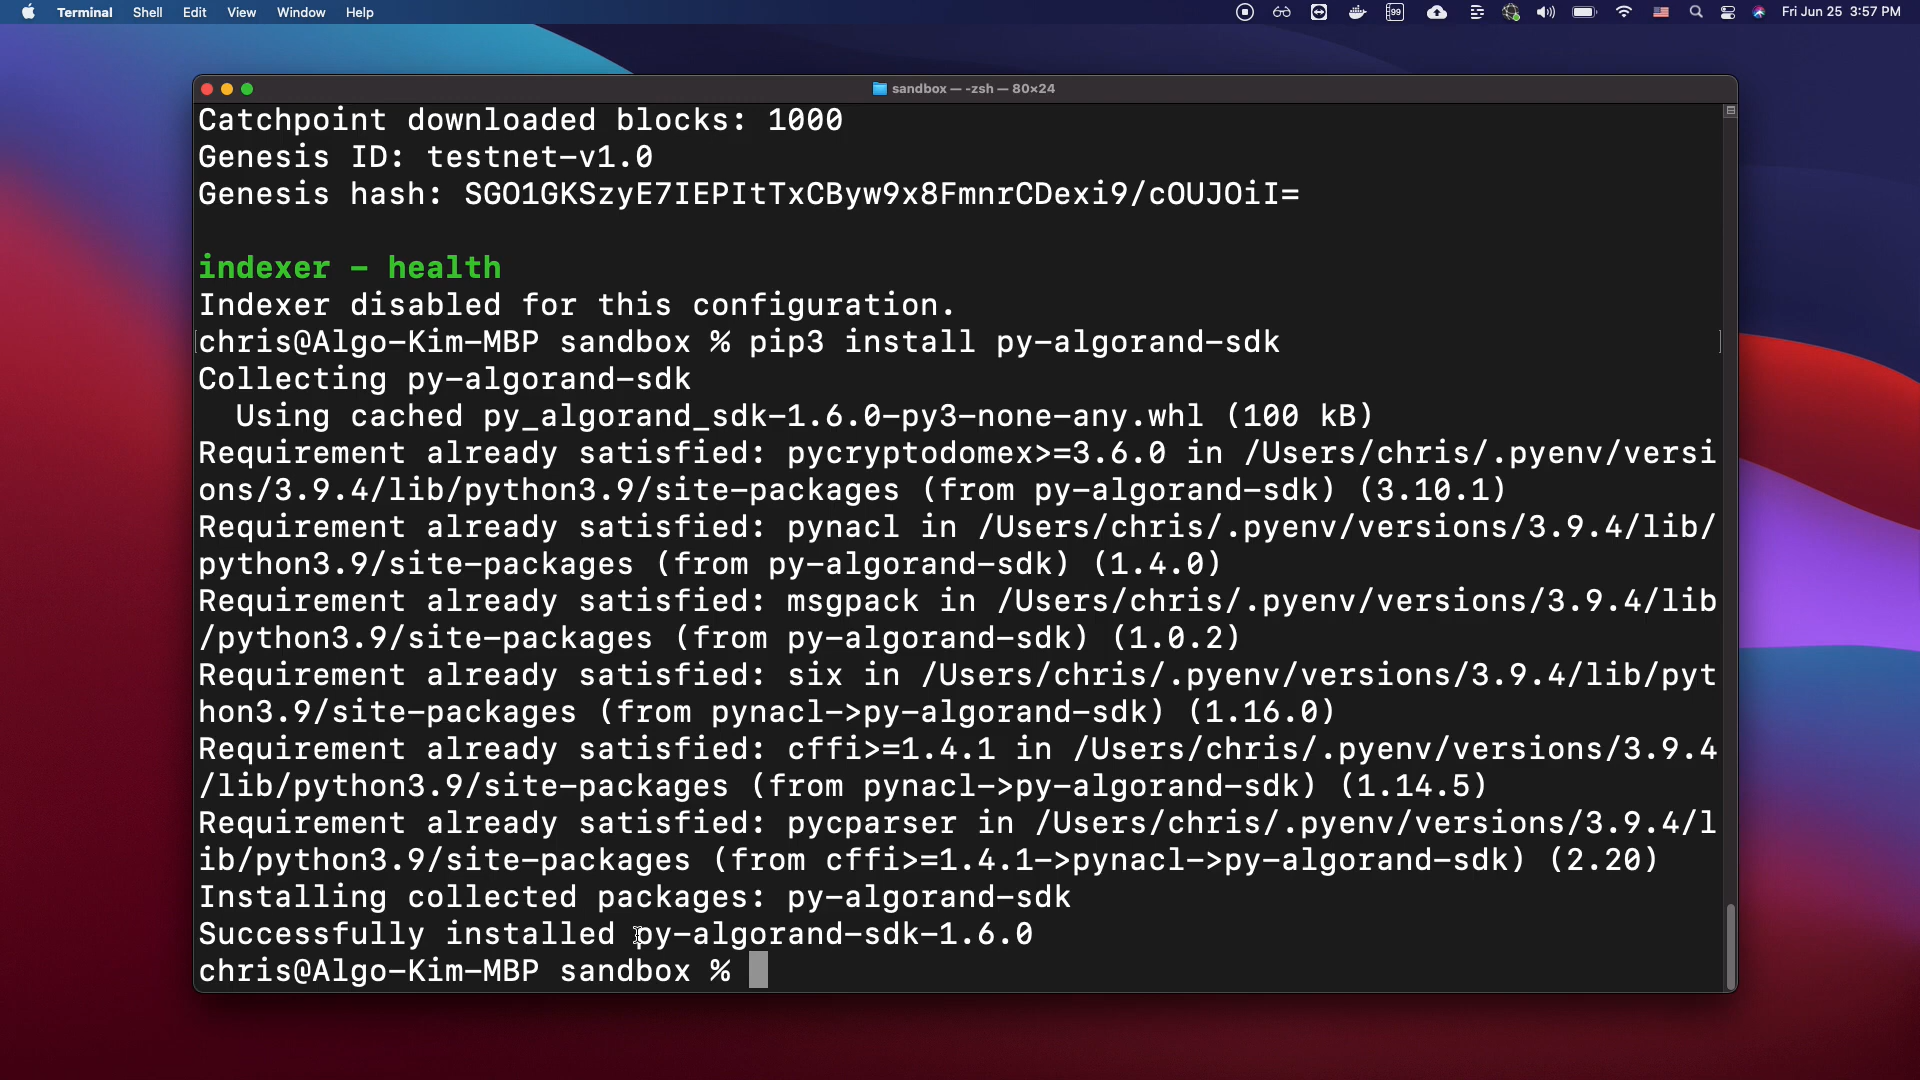 Terminal Shell Edit View Window Help
99
Fri Jun 25 3:57 PM
sandbox — -zsh — 80×24
Catchpoint downloaded blocks: 1000
Genesis ID: testnet-v1.0
Genesis hash: SGO1GKSzyE7IEPItTxCByw9x8FmnrCDexi9/cOUJOiI=
indexer - health
Indexer disabled for this configuration.
[chris@Algo-Kim-MBP sandbox % pip3 install py-algorand-sdk ]
Collecting py-algorand-sdk
  Using cached py_algorand_sdk-1.6.0-py3-none-any.whl (100 kB)
Requirement already satisfied: pycryptodomex>=3.6.0 in /Users/chris/.pyenv/versi
ons/3.9.4/lib/python3.9/site-packages (from py-algorand-sdk) (3.10.1)
Requirement already satisfied: pynacl in /Users/chris/.pyenv/versions/3.9.4/lib/
python3.9/site-packages (from py-algorand-sdk) (1.4.0)
Requirement already satisfied: msgpack in /Users/chris/.pyenv/versions/3.9.4/lib
/python3.9/site-packages (from py-algorand-sdk) (1.0.2)
Requirement already satisfied: six in /Users/chris/.pyenv/versions/3.9.4/lib/pyt
hon3.9/site-packages (from pynacl->py-algorand-sdk) (1.16.0)
Requirement already satisfied: cffi>=1.4.1 in /Users/chris/.pyenv/versions/3.9.4
/lib/python3.9/site-packages (from pynacl->py-algorand-sdk) (1.14.5)
Requirement already satisfied: pycparser in /Users/chris/.pyenv/versions/3.9.4/l
ib/python3.9/site-packages (from cffi>=1.4.1->pynacl->py-algorand-sdk) (2.20)
Installing collected packages: py-algorand-sdk
Successfully installed py-algorand-sdk-1.6.0
chris@Algo-Kim-MBP sandbox %